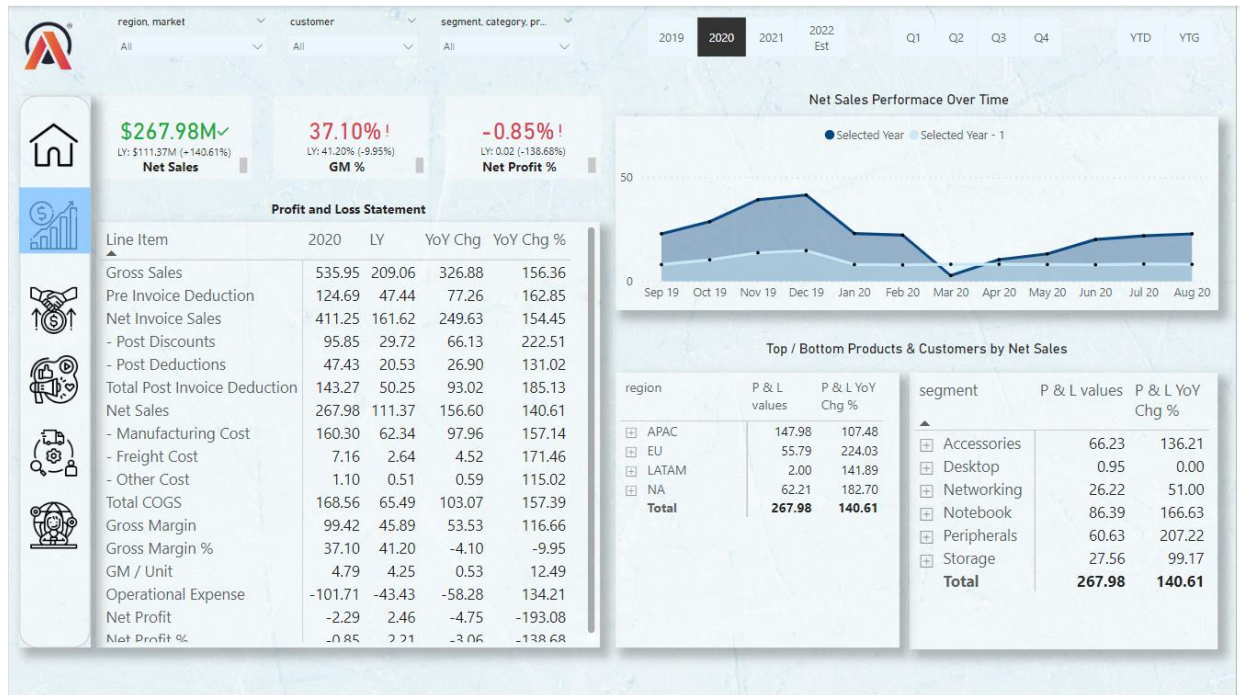 region, market
customer
segment, category, pr...
All
All
All
2019
2020
2021
2022
Est
Q1
Q2
Q3
Q4
YTD
YTG
$267.98M
LY: $111.37M (+140.61%)
Net Sales
37.10%!
LY: 41.20% (-9.95%)
GM %
-0.85%!
LY: 0.02 (-138.68%)
Net Profit %
Profit and Loss Statement
Line Item 2020 LY YoY Chg YoY Chg %
Gross Sales 535.95 209.06 326.88 156.36
Pre Invoice Deduction 124.69 47.44 77.26 162.85
Net Invoice Sales 411.25 161.62 249.63 154.45
- Post Discounts 95.85 29.72 66.13 222.51
- Post Deductions 47.43 20.53 26.90 131.02
Total Post Invoice Deduction 143.27 50.25 93.02 185.13
Net Sales 267.98 111.37 156.60 140.61
- Manufacturing Cost 160.30 62.34 97.96 157.14
- Freight Cost 7.16 2.64 4.52 171.46
- Other Cost 1.10 0.51 0.59 115.02
Total COGS 168.56 65.49 103.07 157.39
Gross Margin 99.42 45.89 53.53 116.66
Gross Margin % 37.10 41.20 -4.10 -9.95
GM / Unit 4.79 4.25 0.53 12.49
Operational Expense -101.71 -43.43 -58.28 134.21
Net Profit -2.29 2.46 -4.75 -193.08
Net Profit % -0.85 2.21 -3.06 -138.68
Net Sales Performace Over Time
Selected Year Selected Year - 1
50
0
Sep 19 Oct 19 Nov 19 Dec 19 Jan 20 Feb 20 Mar 20 Apr 20 May 20 Jun 20 Jul 20 Aug 20
Top / Bottom Products & Customers by Net Sales
region P & L values P & L YoY Chg %
APAC 147.98 107.48
EU 55.79 224.03
LATAM 2.00 141.89
NA 62.21 182.70
Total 267.98 140.61
segment P & L values P & L YoY Chg %
Accessories 66.23 136.21
Desktop 0.95 0.00
Networking 26.22 51.00
Notebook 86.39 166.63
Peripherals 60.63 207.22
Storage 27.56 99.17
Total 267.98 140.61